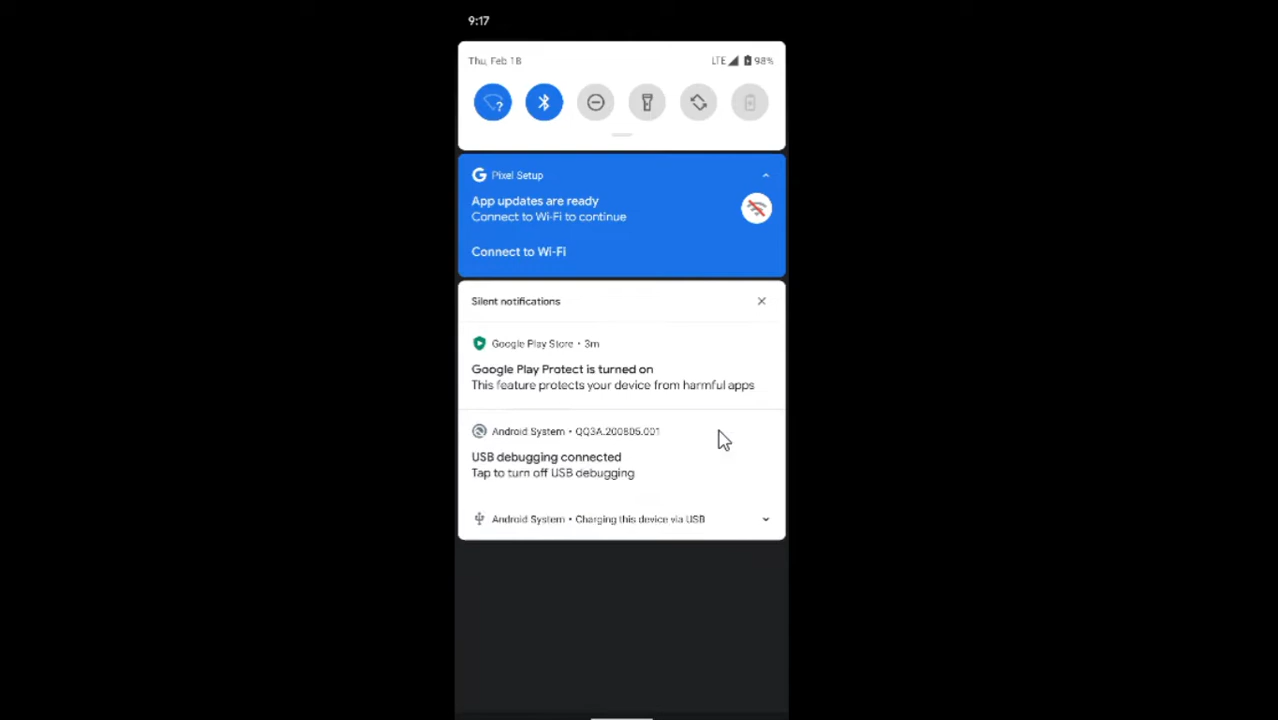 9:17
Thu, Feb 18
LTE 98%
Pixel Setup
App updates are ready
Connect to Wi-Fi to continue
Connect to Wi-Fi
Silent notifications
Google Play Store • 3m
Google Play Protect is turned on
This feature protects your device from harmful apps
Android System • QQ3A.200805.001
USB debugging connected
Tap to turn off USB debugging
Android System • Charging this device via USB